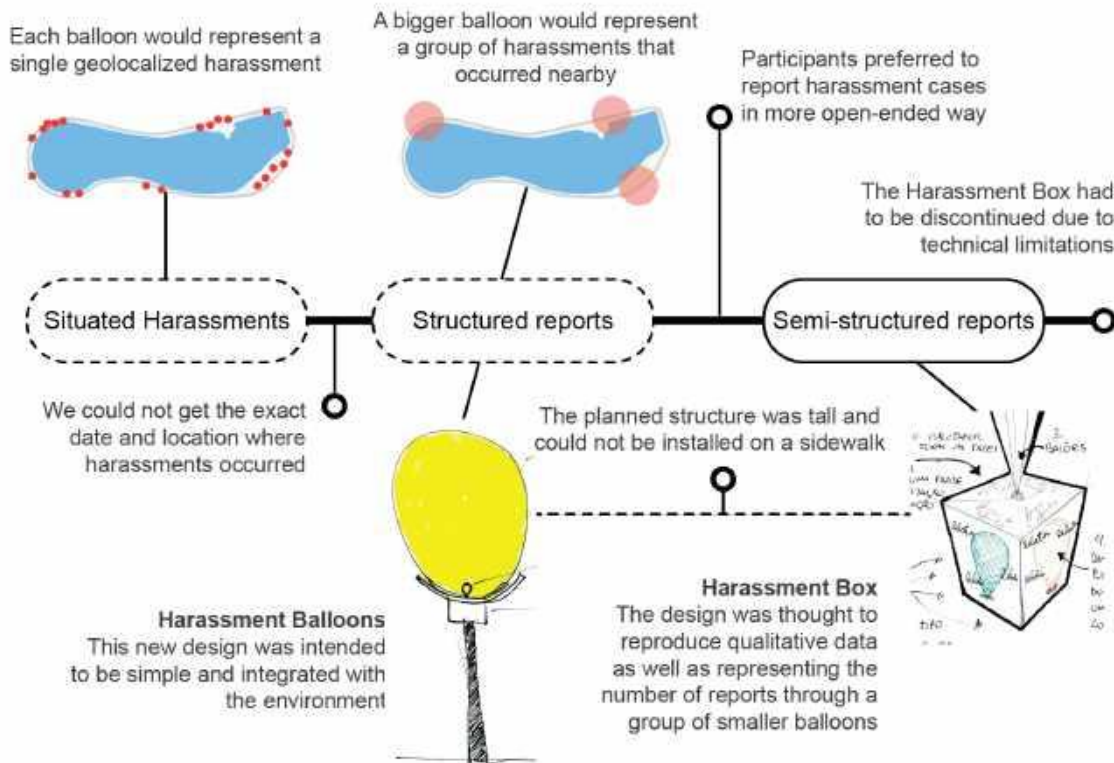 Each balloon would represent a
single geolocalized harassment
A bigger balloon would represent
a group of harassments that
occurred nearby
Participants preferred to
report harassment cases
in more open-ended way
The Harassment Box had
to be discontinued due to
technical limitations
Situated Harassments
Structured reports
Semi-structured reports
We could not get the exact
date and location where
harassments occurred
The planned structure was tall and
could not be installed on a sidewalk
Harassment Balloons
This new design was intended
to be simple and integrated with
the environment
Harassment Box
The design was thought to
reproduce qualitative data
as well as representing the
number of reports through a
group of smaller balloons